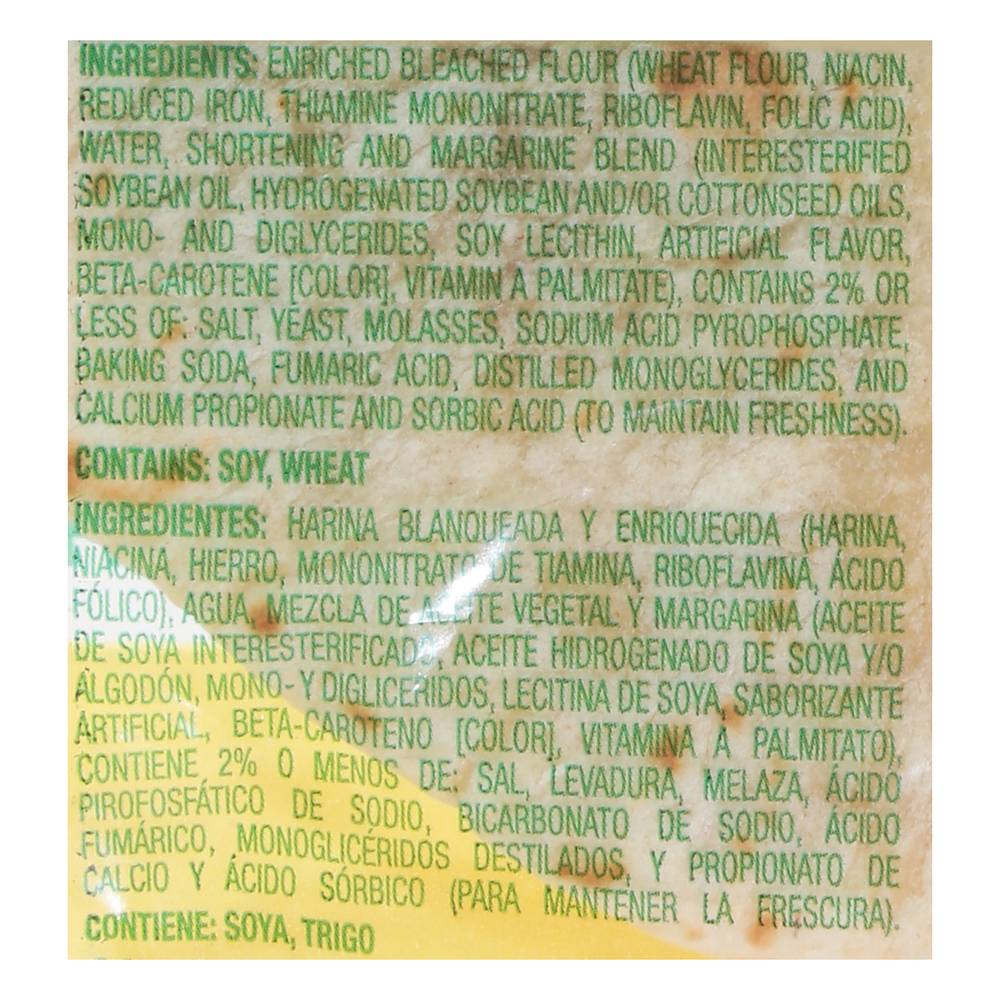 INGREDIENTS: ENRICHED BLEACHED FLOUR (WHEAT FLOUR, NIACIN,
REDUCED IRON, THIAMINE MONONITRATE, RIBOFLAVIN, FOLIC ACID),
WATER, SHORTENING AND MARGARINE BLEND (INTERESTERIFIED
SOYBEAN OIL, HYDROGENATED SOYBEAN AND/OR COTTONSEED OILS,
MONO- AND DIGLYCERIDES, SOY LECITHIN, ARTIFICIAL FLAVOR,
BETA-CAROTENE [COLOR], VITAMIN A PALMITATE), CONTAINS 2% OR
LESS OF: SALT, YEAST, MOLASSES, SODIUM ACID PYROPHOSPHATE,
BAKING SODA, FUMARIC ACID, DISTILLED MONOGLYCERIDES, AND
CALCIUM PROPIONATE AND SORBIC ACID (TO MAINTAIN FRESHNESS).
CONTAINS: SOY, WHEAT
INGREDIENTES: HARINA BLANQUEADA Y ENRIQUECIDA (HARINA,
NIACINA, HIERRO, MONONITRATO DE TIAMINA, RIBOFLAVINA, ÁCIDO
FÓLICO), AGUA, MEZCLA DE ACEITE VEGETAL Y MARGARINA (ACEITE
DE SOYA INTERESTERIFICADO, ACEITE HIDROGENADO DE SOYA Y/O
ALGODÓN, MONO- Y DIGLICERIDOS, LECITINA DE SOYA, SABORIZANTE
ARTIFICIAL, BETA-CAROTENO [COLOR], VITAMINA A PALMITATO),
CONTIENE 2% O MENOS DE: SAL, LEVADURA, MELAZA, ÁCIDO
PIROFOSFÁTICO DE SODIO, BICARBONATO DE SODIO, ÁCIDO
FUMÁRICO, MONOGLICÉRIDOS DESTILADOS, Y PROPIONATO DE
CALCIO Y ÁCIDO SÓRBICO (PARA MANTENER LA FRESCURA).
CONTIENE: SOYA, TRIGO